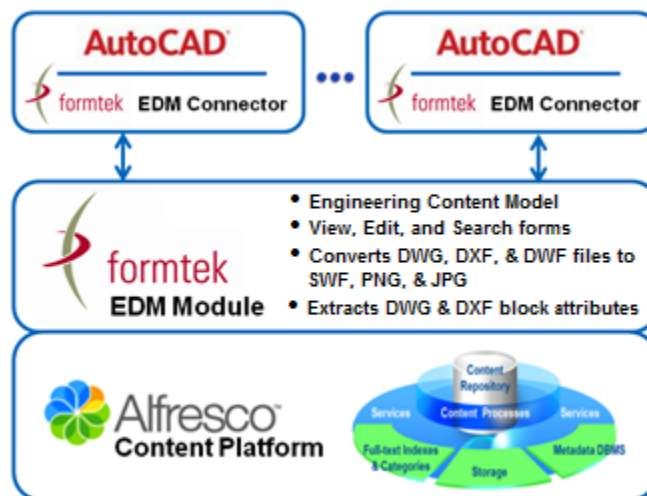 AutoCAD®
formtek EDM Connector
AutoCAD®
formtek EDM Connector
formtek
EDM Module
• Engineering Content Model
• View, Edit, and Search forms
• Converts DWG, DXF, & DWF files to
SWF, PNG, & JPG
• Extracts DWG & DXF block attributes
Alfresco™
Content Platform
Content
Repository
Services
Content Processes
Services
Full-text Indexes
& Categories
Storage
Metadata DBMS